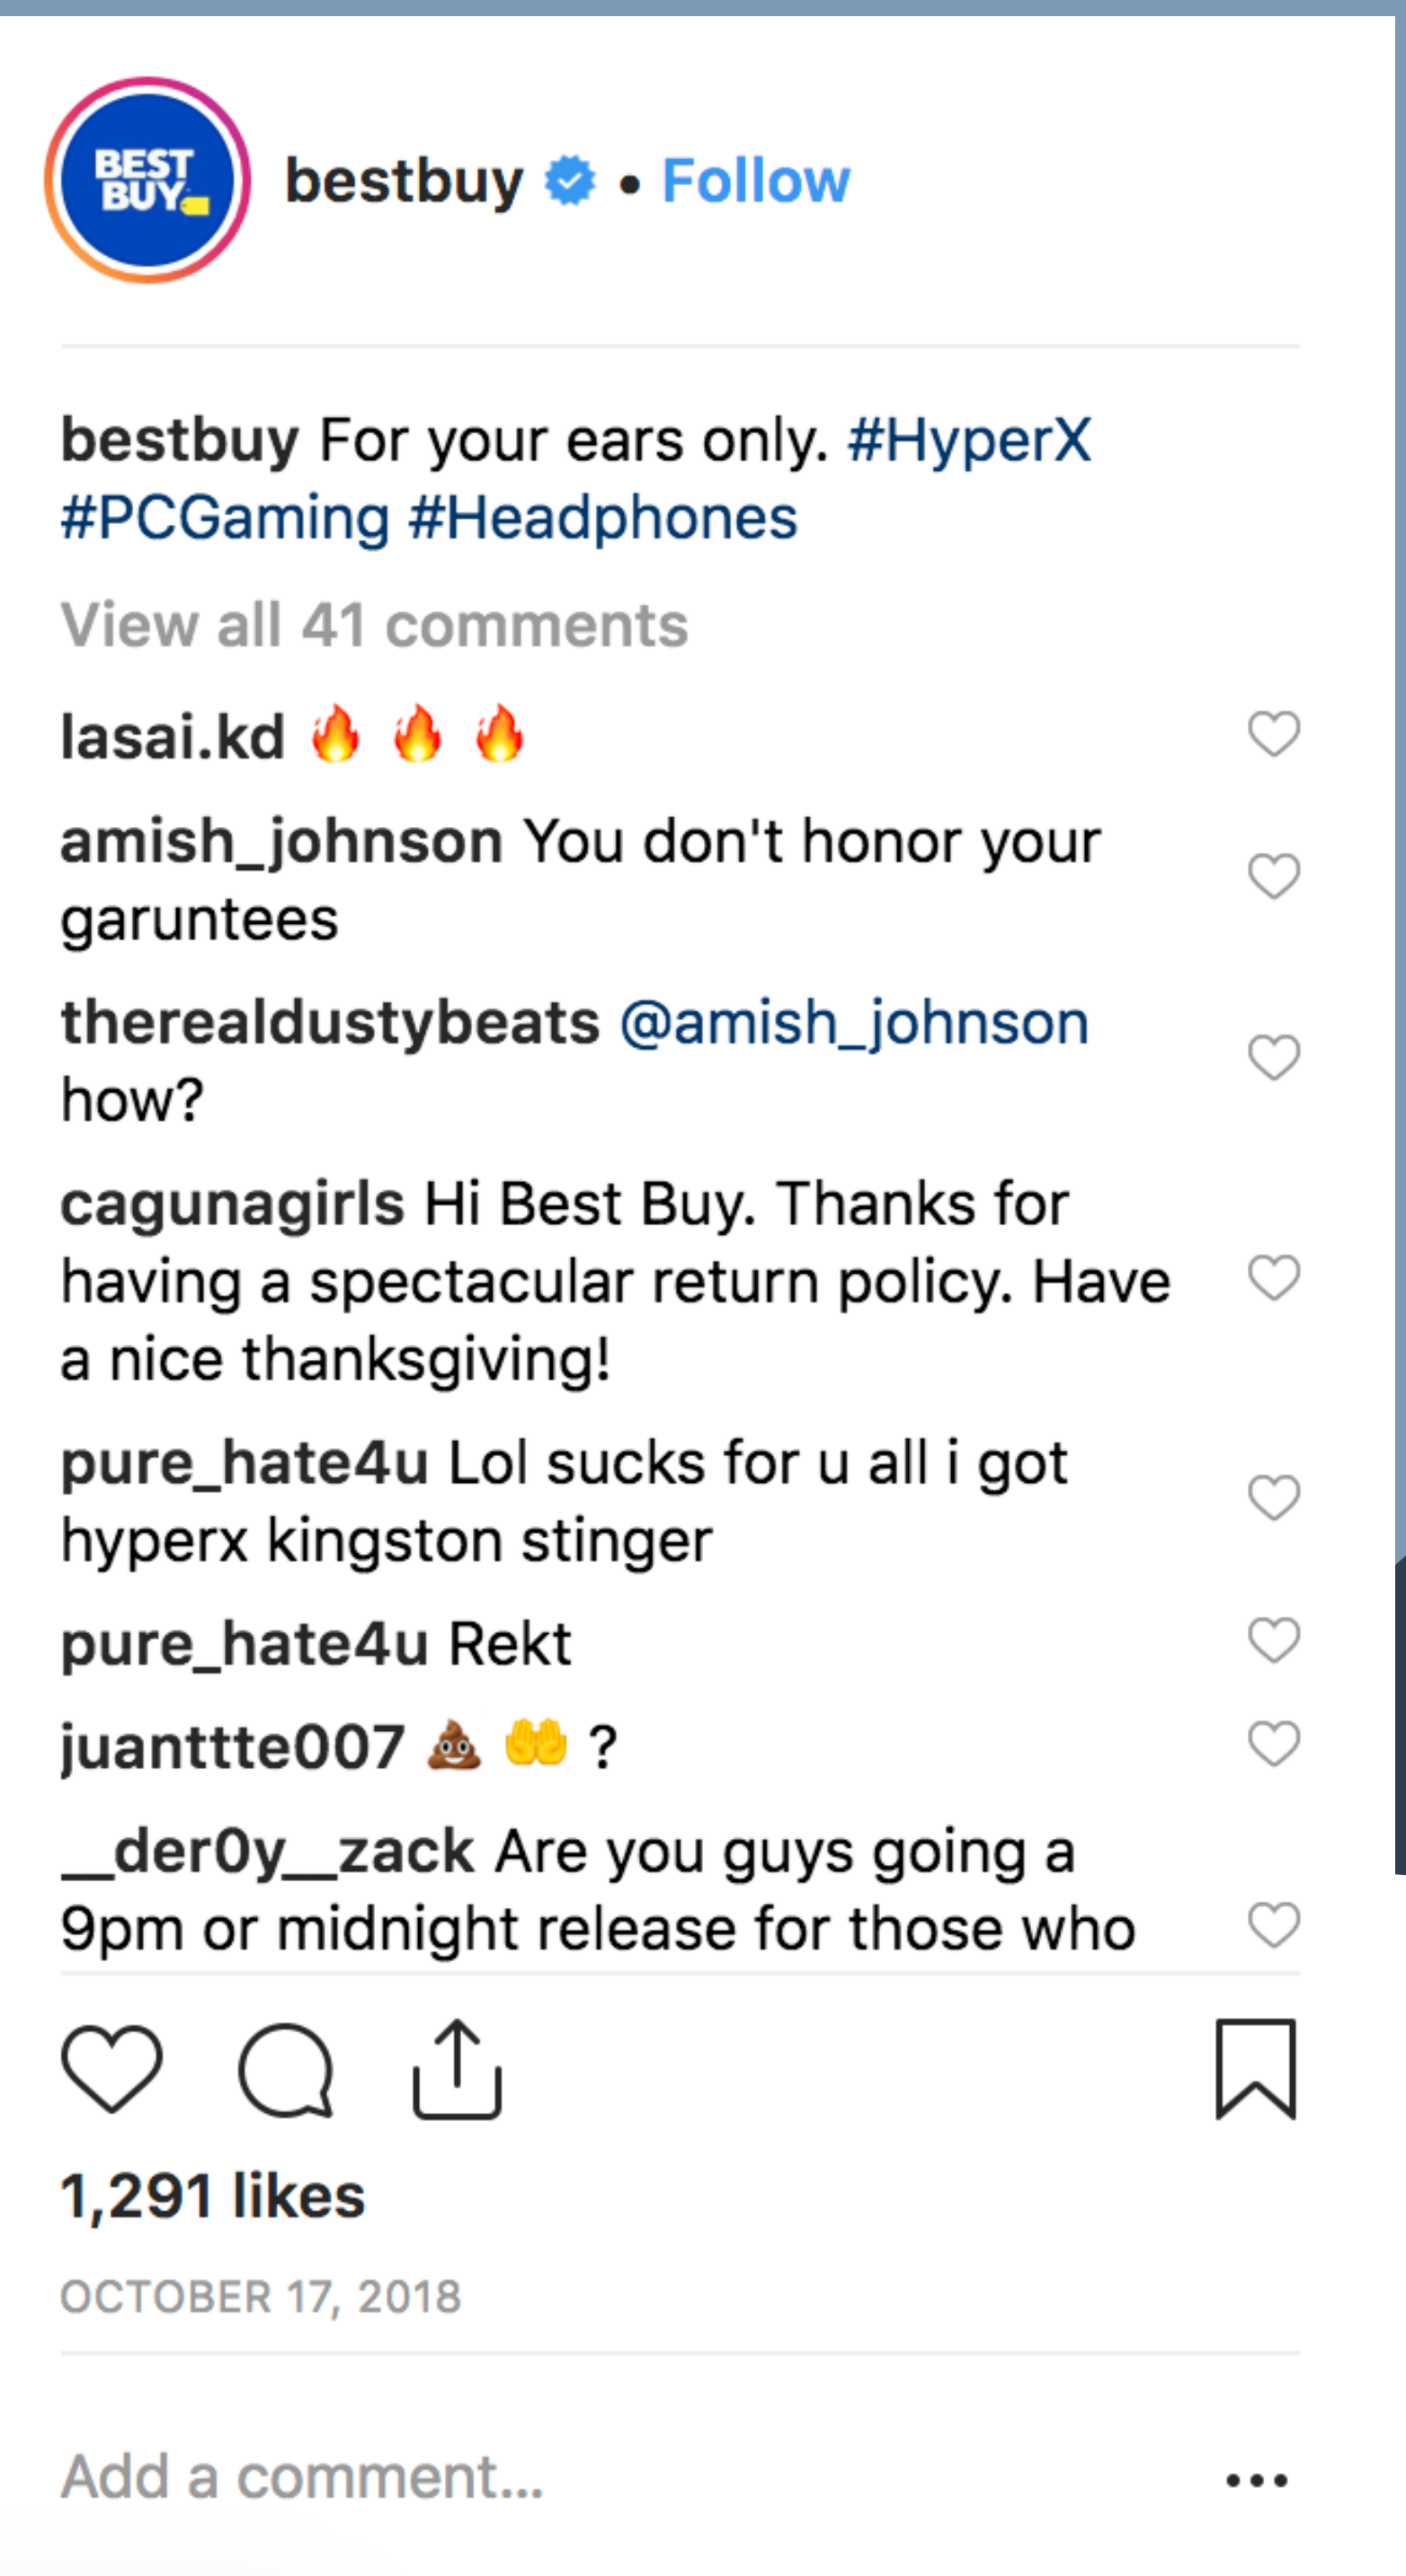 BEST
BUY
bestbuy • Follow
bestbuy For your ears only. #HyperX
#PCGaming #Headphones
View all 41 comments
lasai.kd 🔥 🔥 🔥
amish_johnson You don't honor your
garuntees
therealdustybeats @amish_johnson
how?
cagunagirls Hi Best Buy. Thanks for
having a spectacular return policy. Have
a nice thanksgiving!
pure_hate4u Lol sucks for u all i got
hyperx kingston stinger
pure_hate4u Rekt
juanttte007 💩 🤲 ?
__der0y__zack Are you guys going a
9pm or midnight release for those who
1,291 likes
OCTOBER 17, 2018
Add a comment...